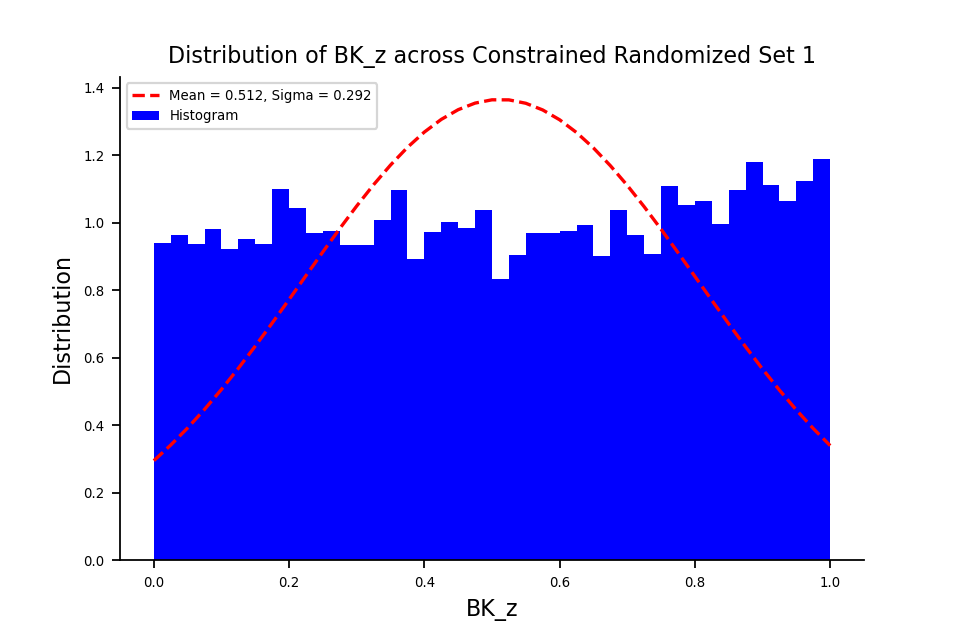 Distribution of BK_z across Constrained Randomized Set 1
Mean = 0.512, Sigma = 0.292
Histogram
Distribution
1.4
1.2
1.0
0.8
0.6
0.4
0.2
0.0
0.0 0.2 0.4 0.6 0.8 1.0
BK_z